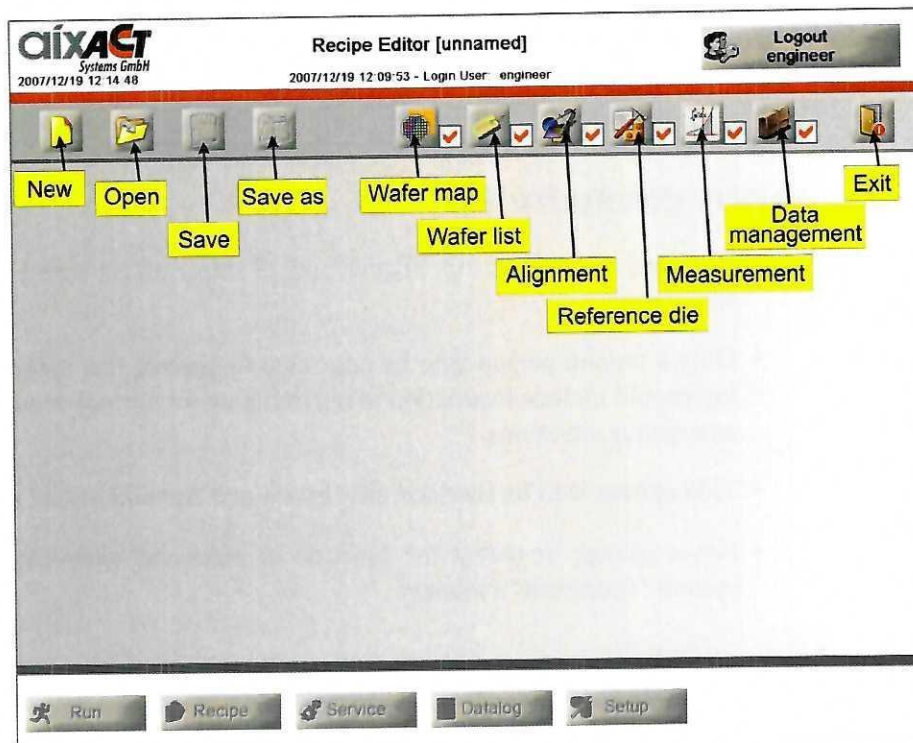 aixACT
Systems GmbH
2007/12/19 12:14:48
Recipe Editor [unnamed]
2007/12/19 12:09:53 - Login User: engineer
Logout
engineer
New
Open
Save
Save as
Wafer map
Wafer list
Alignment
Reference die
Measurement
Data
management
Exit
Run
Recipe
Service
Datalog
Setup